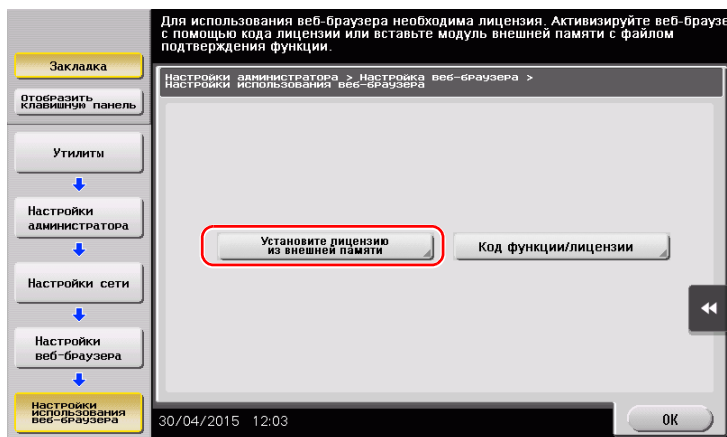 Для использования веб-браузера необходима лицензия. Активизируйте веб-браузе
с помощью кода лицензии или вставьте модуль внешней памяти с файлом
подтверждения функции.
Закладка
Отобразить
клавишную панель
Утилиты
Настройки
администратора
Настройки сети
Настройки
веб-браузера
Настройки
использования
веб-браузера
Настройки администратора > Настройка веб-браузера >
Настройки использования веб-браузера
Установите лицензию
из внешней памяти
Код функции/лицензии
30/04/2015 12:03
OK